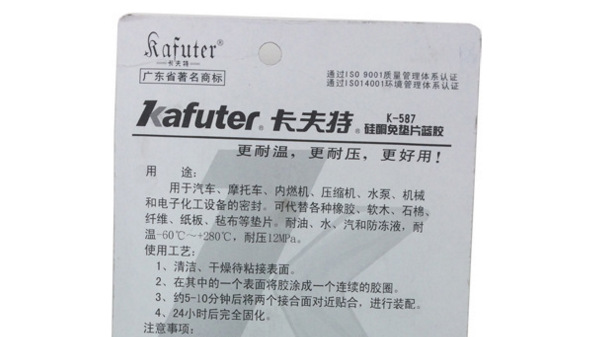 Kafuter®
卡夫特
广东省著名商标
通过ISO 9001质量管理体系认证
通过ISO14001环境管理体系认证
Kafuter® 卡夫特® K-587 硅酮免垫片蓝胶
更耐温，更耐压，更好用！
用　途：
用于汽车、摩托车、内燃机、压缩机、水泵、机械
和电子化工设备的密封。可代替各种橡胶、软木、石棉、
纤维、纸板、毡布等垫片。耐油、水、汽和防冻液，耐
温-60℃～+280℃，耐压12MPa。
使用工艺：
1、清洁、干燥待粘接表面。
2、在其中的一个表面将胶涂成一个连续的胶圈。
3、约5-10分钟后将两个接合面对近贴合，进行装配。
4、24小时后完全固化。
注意事项：